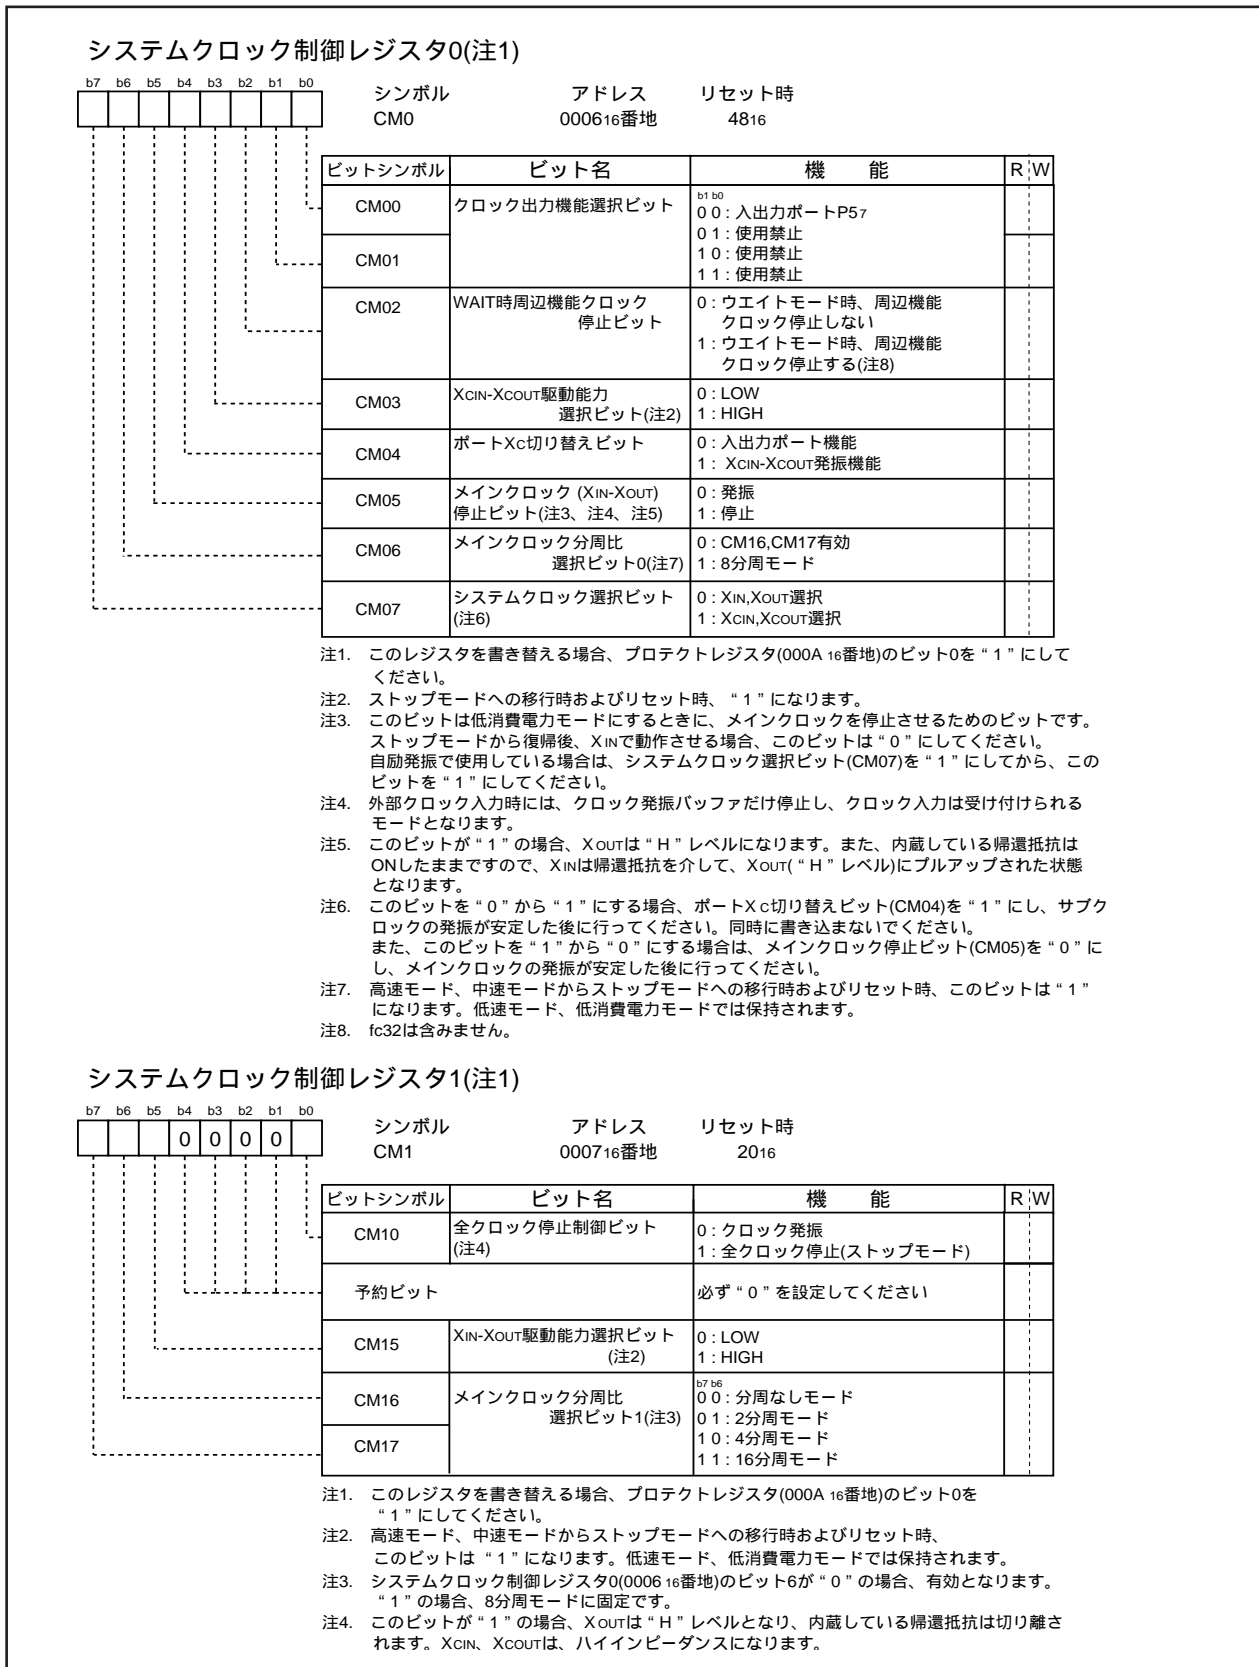 システムクロック制御レジスタ0(注1)
b7 b6 b5 b4 b3 b2 b1 b0
シンボル アドレス リセット時
CM0 000616番地 4816
ビットシンボル ビット名 機 能 R W
CM00 クロック出力機能選択ビット b1 b0
0 0 : 入出力ポートP57
0 1 : 使用禁止
CM01 1 0 : 使用禁止
1 1 : 使用禁止
CM02 WAIT時周辺機能クロック 0 : ウエイトモード時、周辺機能
停止ビット クロック停止しない
1 : ウエイトモード時、周辺機能
クロック停止する(注8)
CM03 XCIN-XCOUT駆動能力 0 : LOW
選択ビット(注2) 1 : HIGH
CM04 ポートXC切り替えビット 0 : 入出力ポート機能
1 : XCIN-XCOUT発振機能
CM05 メインクロック (XIN-XOUT) 0 : 発振
停止ビット(注3、注4、注5) 1 : 停止
CM06 メインクロック分周比 0 : CM16,CM17有効
選択ビット0(注7) 1 : 8分周モード
CM07 システムクロック選択ビット 0 : XIN,XOUT選択
(注6) 1 : XCIN,XCOUT選択
注1. このレジスタを書き替える場合、プロテクトレジスタ(000A 16番地)のビット0を“1”にして
ください。
注2. ストップモードへの移行時およびリセット時、“1”になります。
注3. このビットは低消費電力モードにするときに、メインクロックを停止させるためのビットです。
ストップモードから復帰後、XINで動作させる場合、このビットは“0”にしてください。
自励発振で使用している場合は、システムクロック選択ビット(CM07)を“1”にしてから、この
ビットを“1”にしてください。
注4. 外部クロック入力時には、クロック発振バッファだけ停止し、クロック入力は受け付けられる
モードとなります。
注5. このビットが“1”の場合、XOUTは“H”レベルになります。また、内蔵している帰還抵抗は
ONしたままですので、XINは帰還抵抗を介して、XOUT(“H”レベル)にプルアップされた状態
となります。
注6. このビットを“0”から“1”にする場合、ポートXC切り替えビット(CM04)を“1”にし、サブク
ロックの発振が安定した後に行ってください。同時に書き込まないでください。
また、このビットを“1”から“0”にする場合は、メインクロック停止ビット(CM05)を“0”に
し、メインクロックの発振が安定した後に行ってください。
注7. 高速モード、中速モードからストップモードへの移行時およびリセット時、このビットは“1”
になります。低速モード、低消費電力モードでは保持されます。
注8. fc32は含みません。
システムクロック制御レジスタ1(注1)
b7 b6 b5 b4 b3 b2 b1 b0
0 0 0 0
シンボル アドレス リセット時
CM1 000716番地 2016
ビットシンボル ビット名 機 能 R W
CM10 全クロック停止制御ビット 0 : クロック発振
(注4) 1 : 全クロック停止(ストップモード)
予約ビット 必ず“0”を設定してください
CM15 XIN-XOUT駆動能力選択ビット 0 : LOW
(注2) 1 : HIGH
b7 b6
CM16 メインクロック分周比 0 0 : 分周なしモード
選択ビット1(注3) 0 1 : 2分周モード
CM17 1 0 : 4分周モード
1 1 : 16分周モード
注1. このレジスタを書き替える場合、プロテクトレジスタ(000A 16番地)のビット0を
“1”にしてください。
注2. 高速モード、中速モードからストップモードへの移行時およびリセット時、
このビットは“1”になります。低速モード、低消費電力モードでは保持されます。
注3. システムクロック制御レジスタ0(0006 16番地)のビット6が“0”の場合、有効となります。
“1”の場合、8分周モードに固定です。
注4. このビットが“1”の場合、XOUTは“H”レベルとなり、内蔵している帰還抵抗は切り離さ
れます。XCIN、XCOUTは、ハイインピーダンスになります。